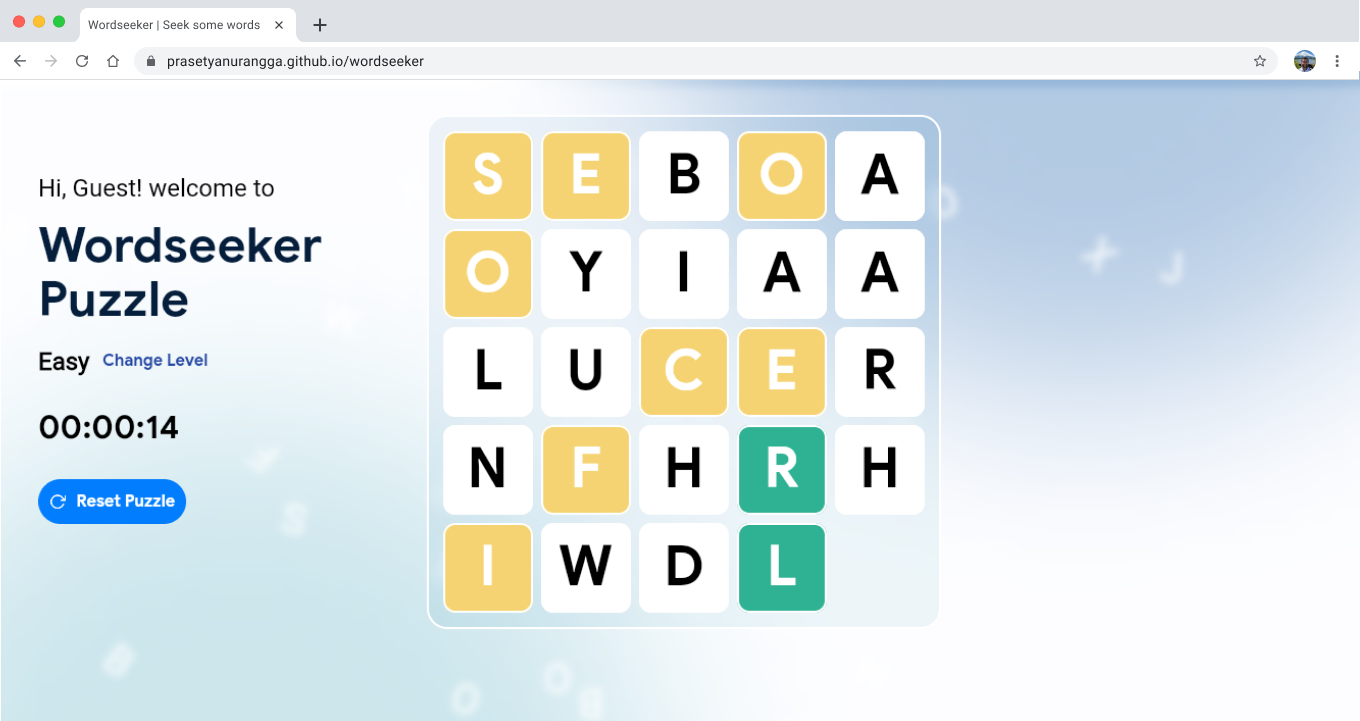 Wordseeker | Seek some words
prasetyanurangga.github.io/wordseeker
Hi, Guest! welcome to
Wordseeker
Puzzle
Easy Change Level
00:00:14
Reset Puzzle
S E B O A
O Y I A A
L U C E R
N F H R H
I W D L